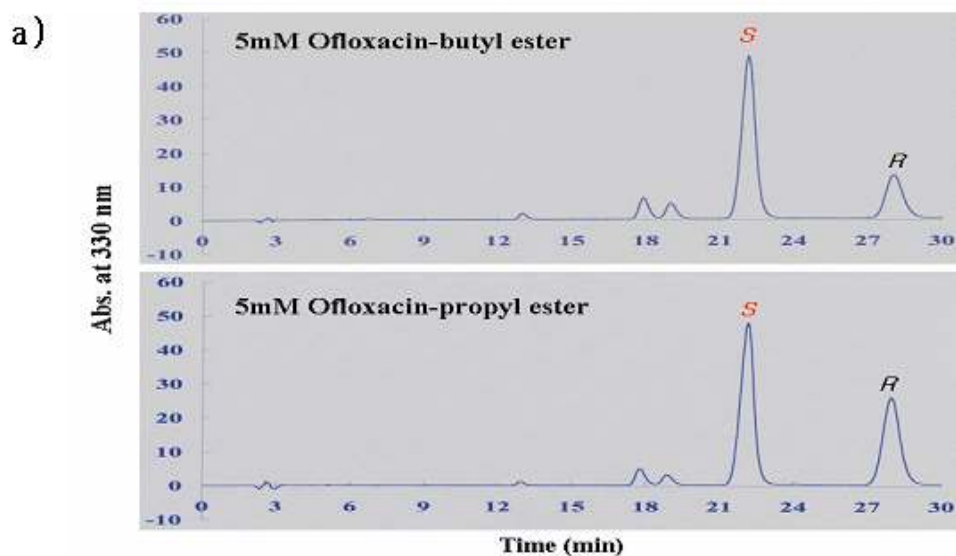 a)
5mM Ofloxacin-butyl ester
S
R
60
50
40
30
20
10
0
-10
0 3 6 9 12 15 18 21 24 27 30
Abs. at 330 nm
5mM Ofloxacin-propyl ester
S
R
60
50
40
30
20
10
0
-10
0 3 6 9 12 15 18 21 24 27 30
Time (min)